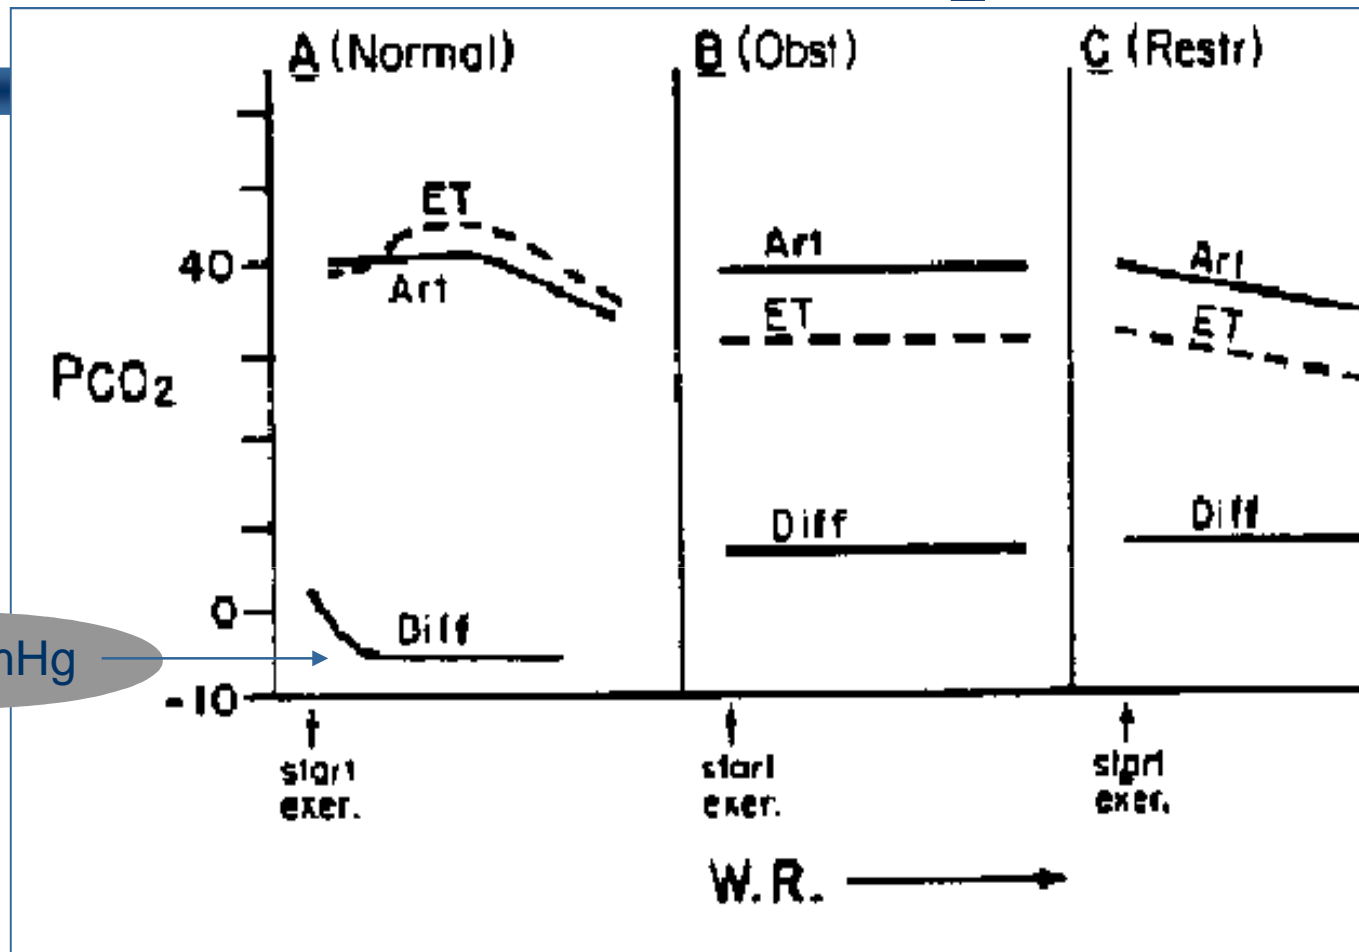 A (Normal)
B (Obst)
C (Restr)
ET
Art
40
Art
ET
Art
ET
PCO2
Diff
Diff
0
Diff
nHg
-10
start
exer.
start
exer.
start
exer.
W.R.